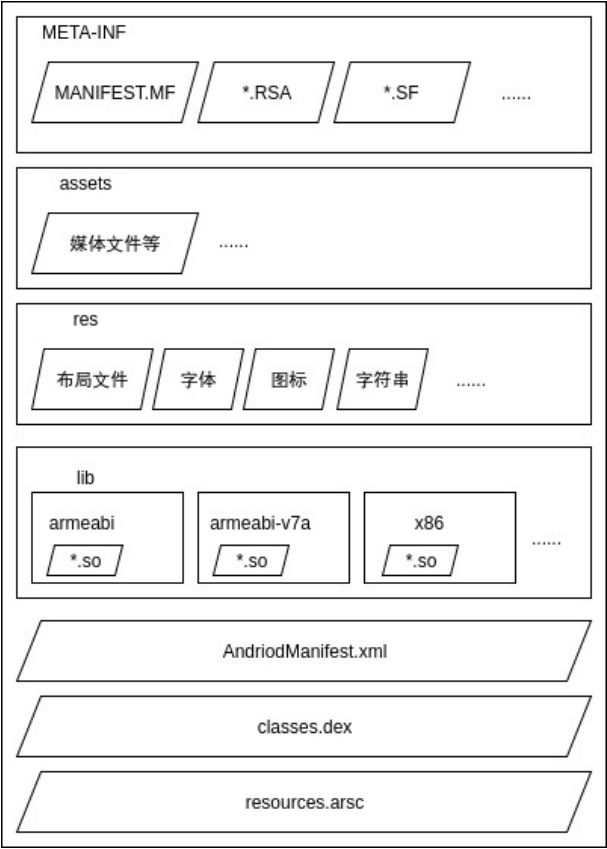 META-INF
MANIFEST.MF *.RSA *.SF ......
assets
媒体文件等 ......
res
布局文件 字体 图标 字符串 ......
lib
armeabi armeabi-v7a x86
*.so *.so *.so ......
AndriodManifest.xml
classes.dex
resources.arsc